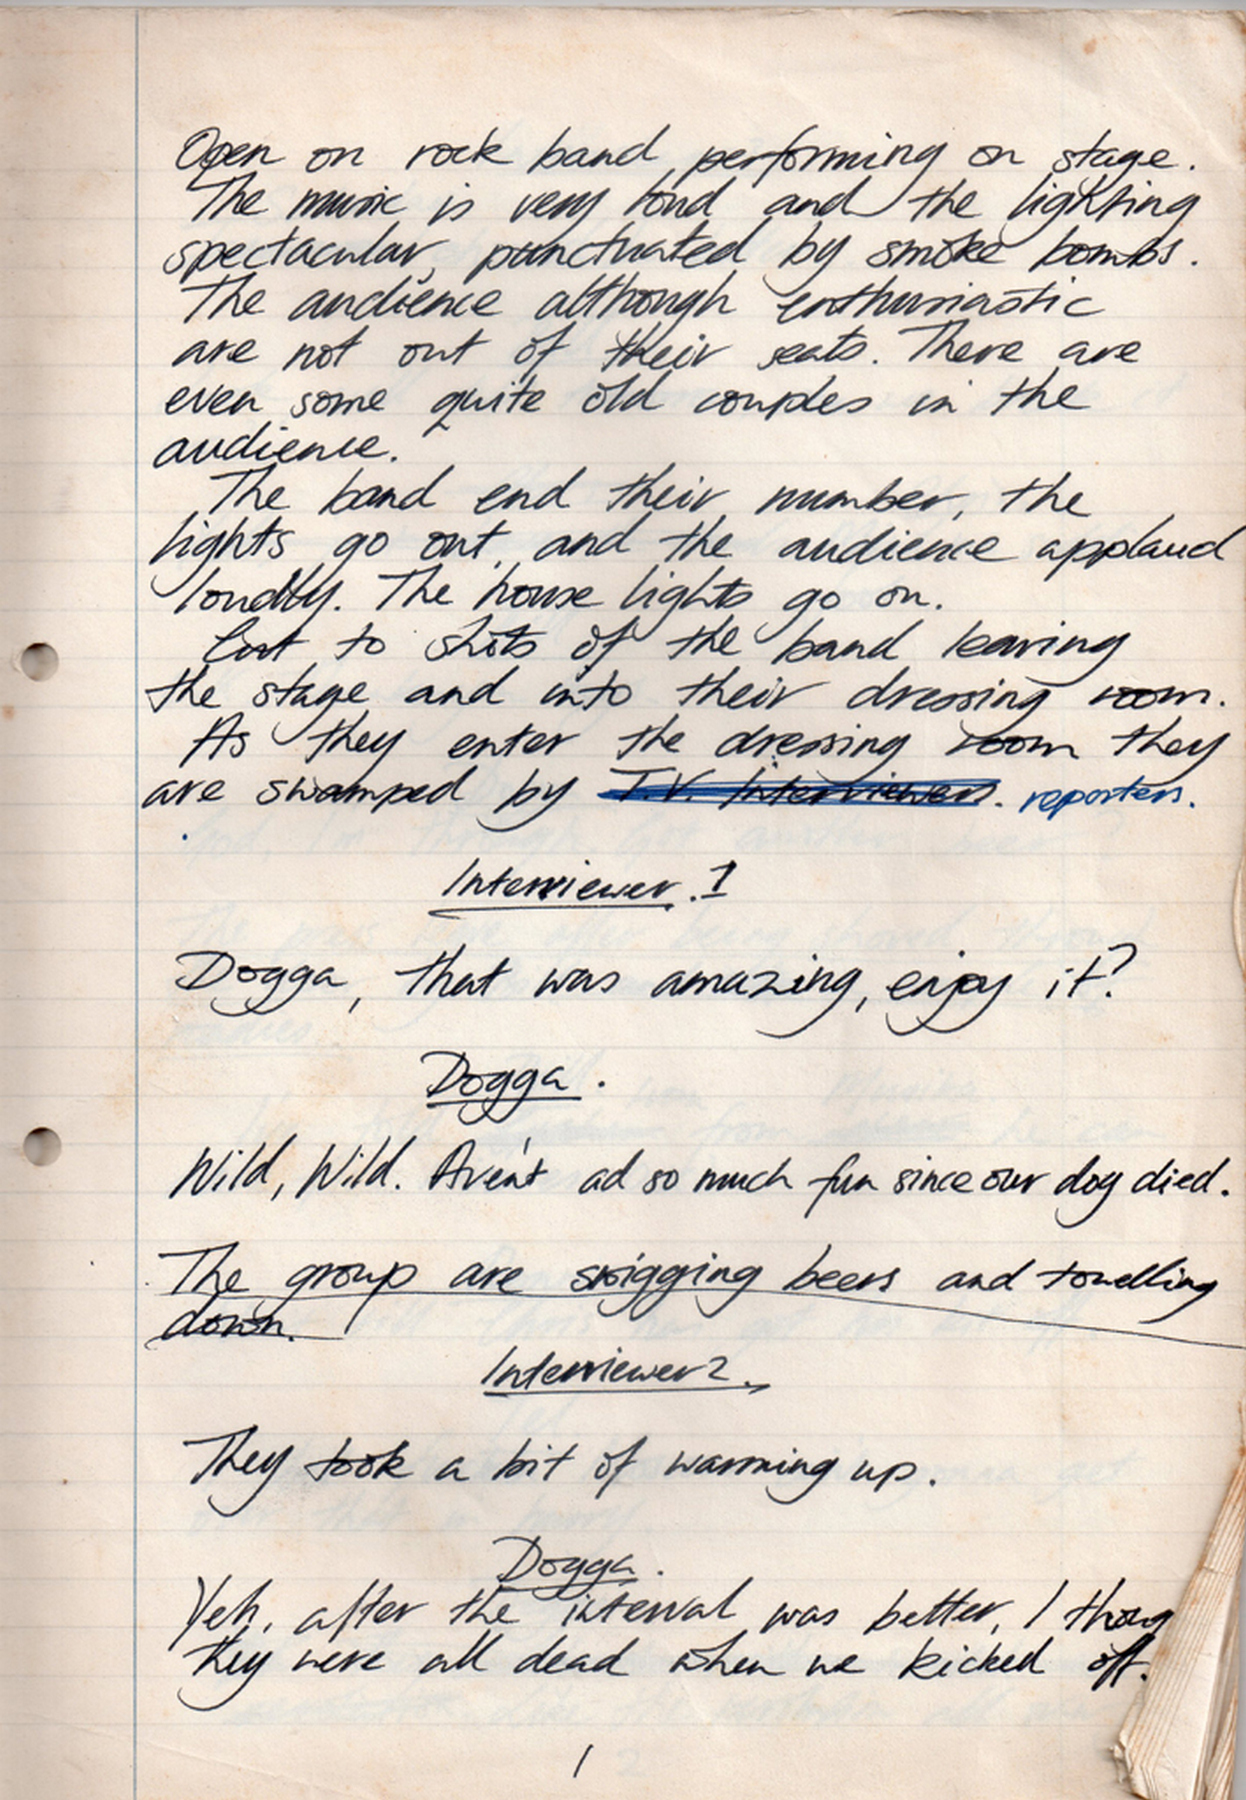 Open on rock band performing on stage.
The music is very loud and the lighting
spectacular, punctuated by smoke bombs.
The audience although enthusiastic
are not out of their seats. There are
even some quite old couples in the
audience.
The band end their number, the
lights go out, and the audience applaud
loudly. The house lights go on.
Cut to shots of the band leaving
the stage and into their dressing room.
As they enter the dressing room they
are swamped by T.V. Interviewers. reporters.
Interviewer.1
Dogga, that was amazing, enjoy it?
Dogga.
Wild, Wild. Aven't ad so much fun since our dog died.
The group are swigging beers and towelling
down.
Interviewer 2.
They took a bit of warming up.
Dogga.
Yeh, after the interval was better, I thoug
they were all dead when we kicked off.
1